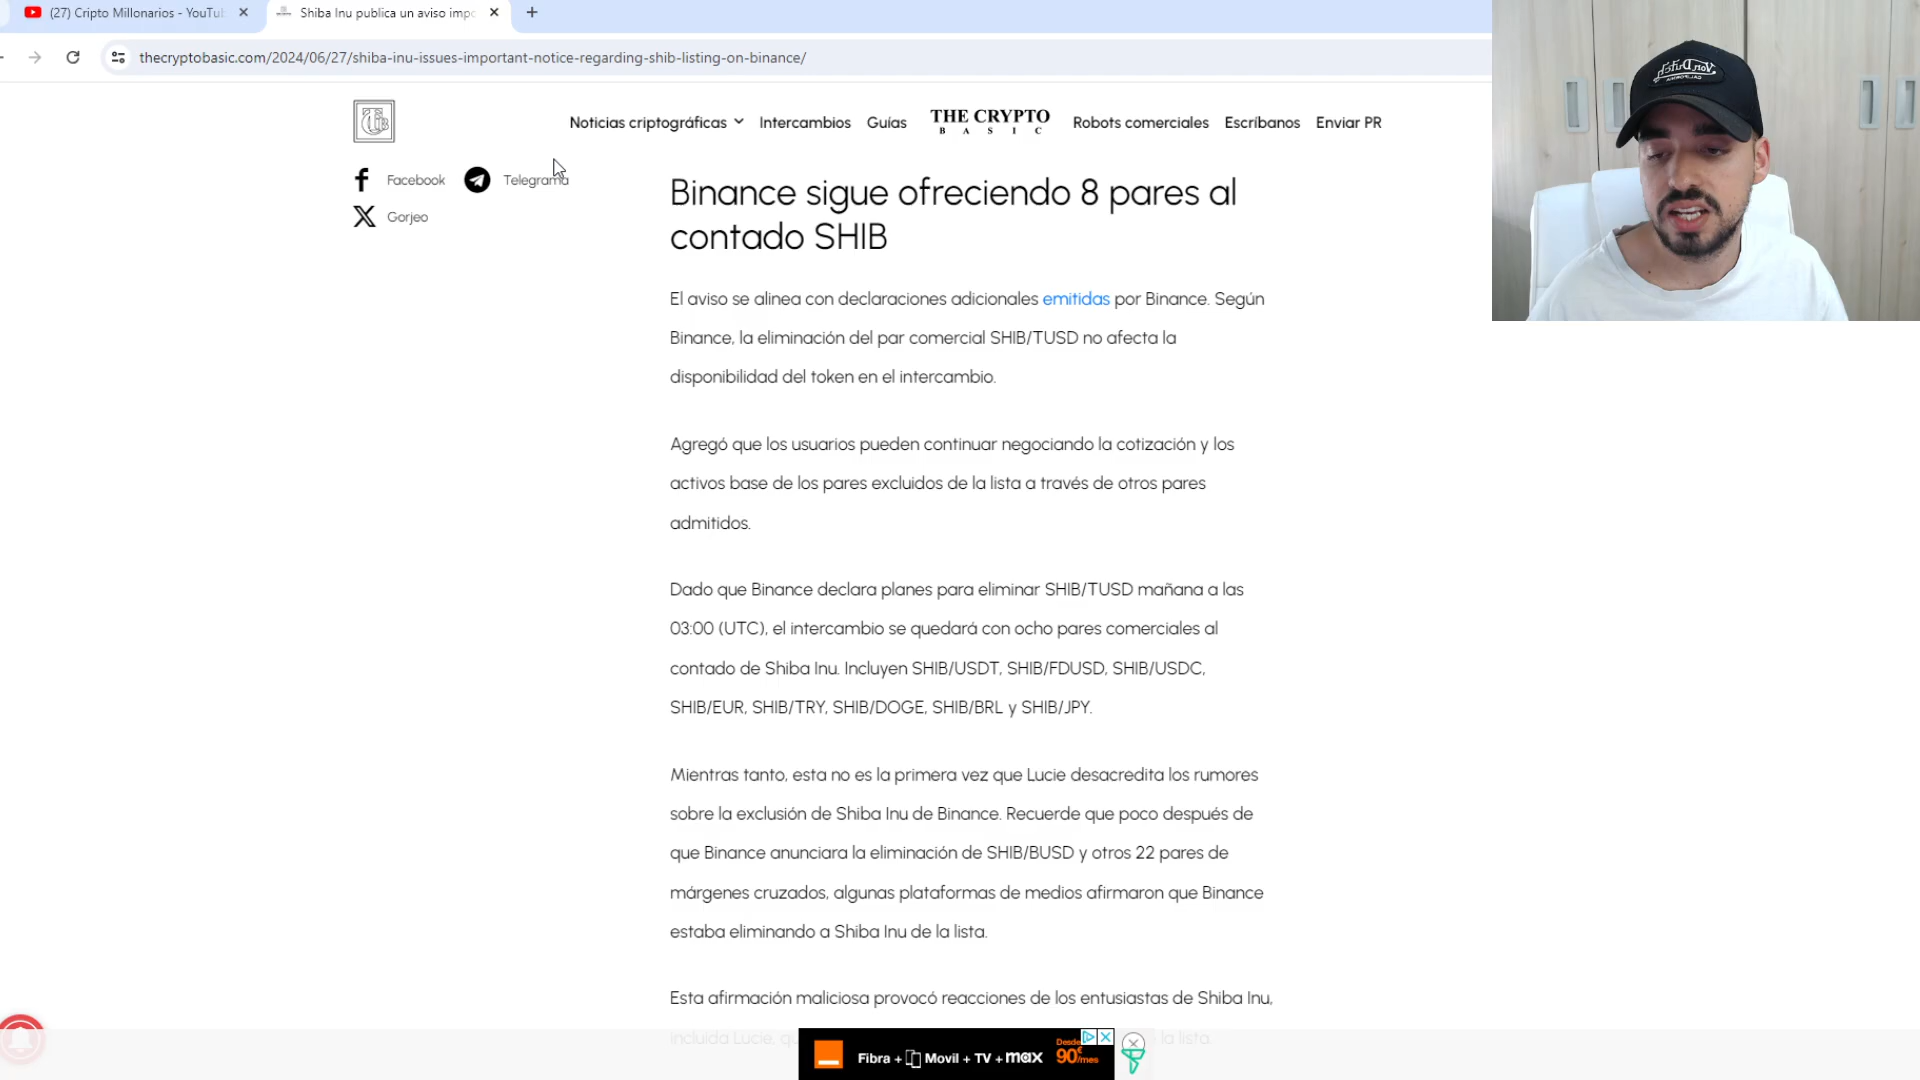 (27) Cripto Millonarios - YouTu
Shiba Inu publica un aviso impo
thecryptobasic.com/2024/06/27/shiba-inu-issues-important-notice-regarding-shib-listing-on-binance/
Noticias criptográficas
Intercambios
Guías
THE CRYPTO
BASIC
Robots comerciales
Escríbanos
Enviar PR
Facebook
Telegrama
Gorjeo
Binance sigue ofreciendo 8 pares al
contado SHIB
El aviso se alinea con declaraciones adicionales emitidas por Binance. Según
Binance, la eliminación del par comercial SHIB/TUSD no afecta la
disponibilidad del token en el intercambio.
Agregó que los usuarios pueden continuar negociando la cotización y los
activos base de los pares excluidos de la lista a través de otros pares
admitidos.
Dado que Binance declara planes para eliminar SHIB/TUSD mañana a las
03:00 (UTC), el intercambio se quedará con ocho pares comerciales al
contado de Shiba Inu. Incluyen SHIB/USDT, SHIB/FDUSD, SHIB/USDC,
SHIB/EUR, SHIB/TRY, SHIB/DOGE, SHIB/BRL y SHIB/JPY.
Mientras tanto, esta no es la primera vez que Lucie desacredita los rumores
sobre la exclusión de Shiba Inu de Binance. Recuerde que poco después de
que Binance anunciara la eliminación de SHIB/BUSD y otros 22 pares de
márgenes cruzados, algunas plataformas de medios afirmaron que Binance
estaba eliminando a Shiba Inu de la lista.
Esta afirmación maliciosa provocó reacciones de los entusiastas de Shiba Inu,
incluida Lucie, la lista.
Fibra + Movil + TV + max
Desde
90€/mes